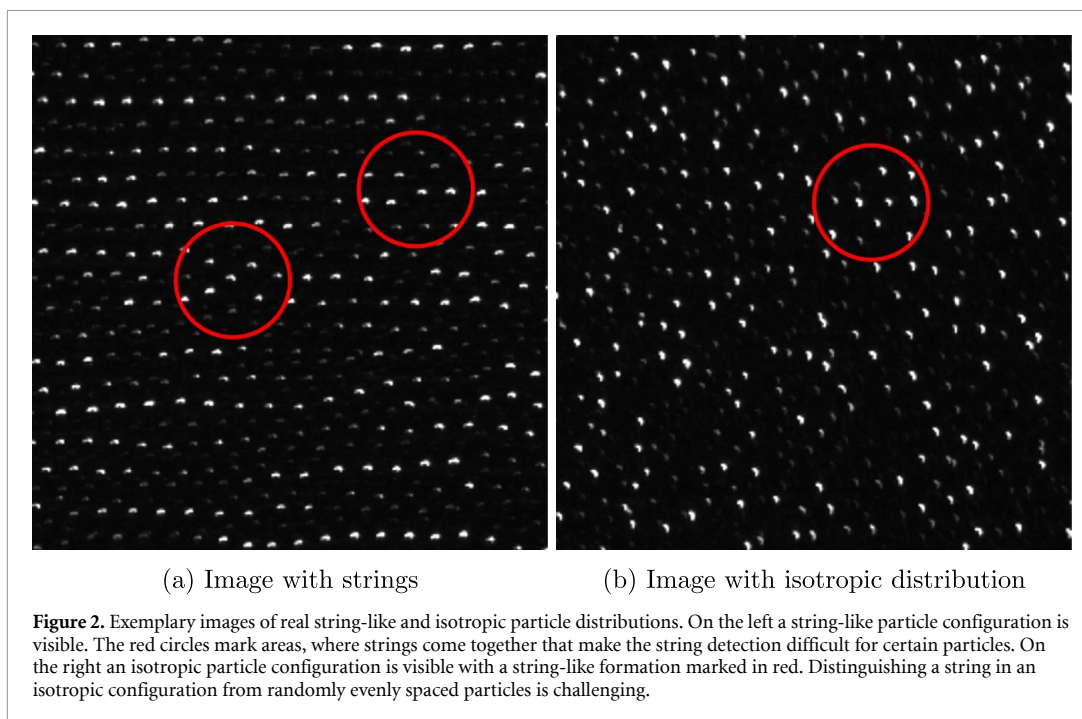 (a) Image with strings
(b) Image with isotropic distribution
Figure 2. Exemplary images of real string-like and isotropic particle distributions. On the left a string-like particle configuration is
visible. The red circles mark areas, where strings come together that make the string detection difficult for certain particles. On
the right an isotropic particle configuration is visible with a string-like formation marked in red. Distinguishing a string in an
isotropic configuration from randomly evenly spaced particles is challenging.